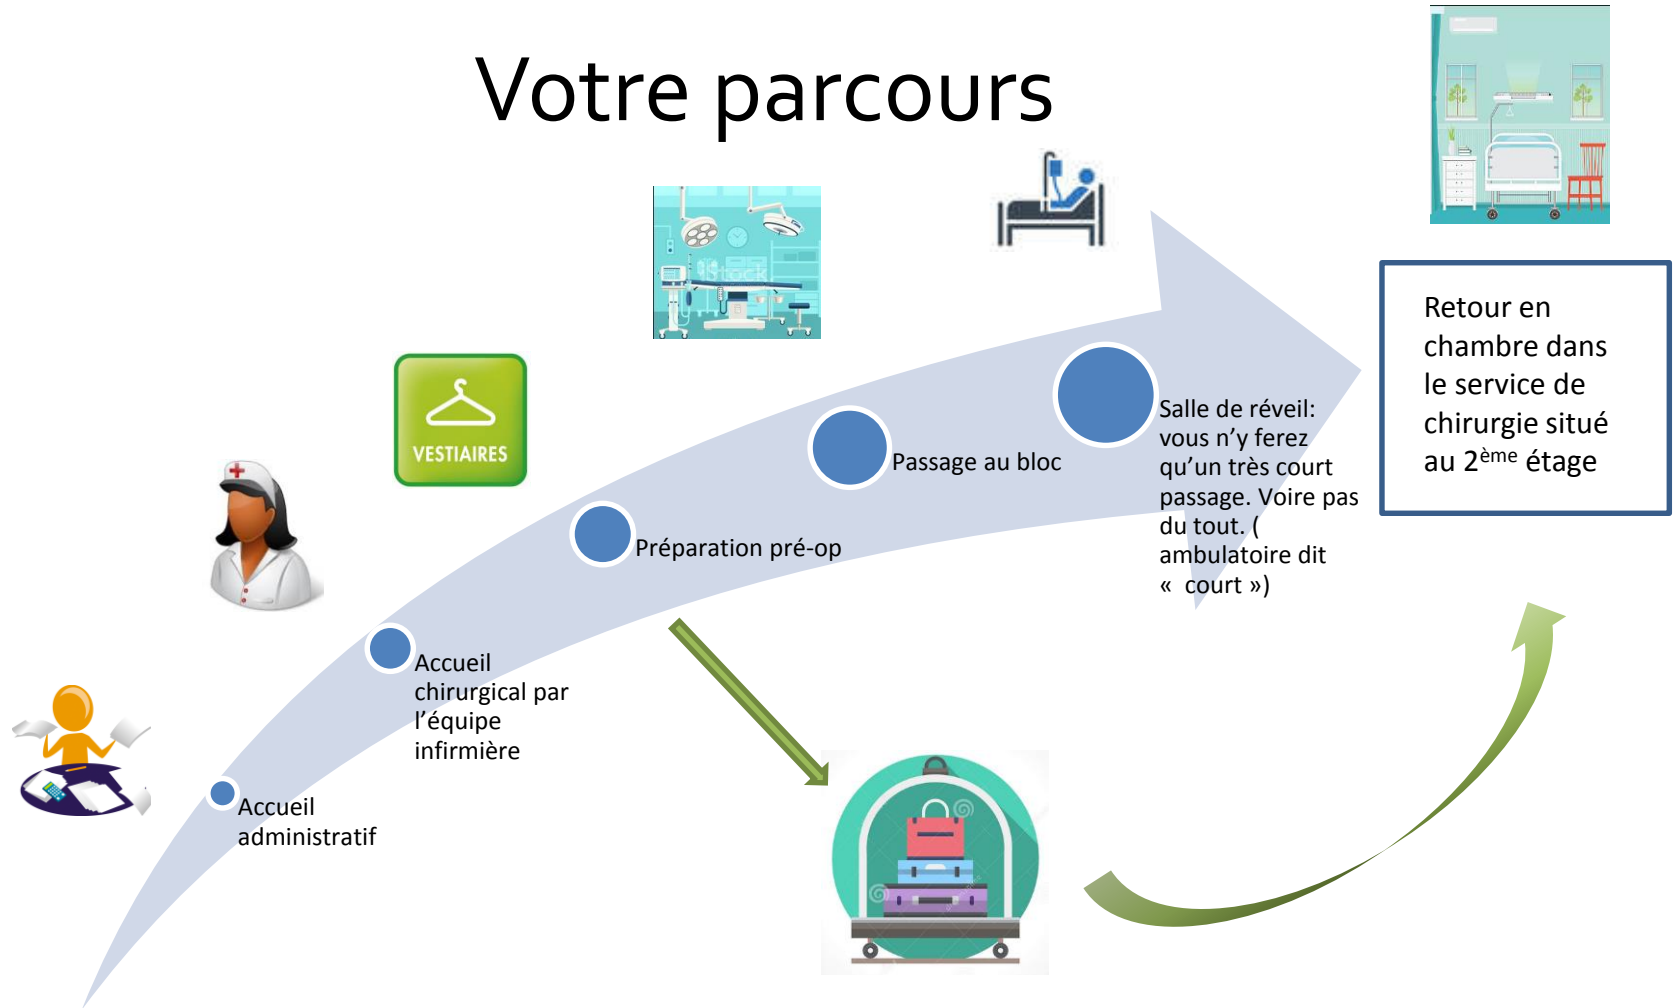 Votre parcours
iStock
VESTIAIRES
Accueil
administratif
Accueil
chirurgical par
l’équipe
infirmière
Préparation pré-op
Passage au bloc
Salle de réveil:
vous n’y ferez
qu’un très court
passage. Voire pas
du tout. (
ambulatoire dit
«  court »)
Retour en
chambre dans
le service de
chirurgie situé
au 2ème étage